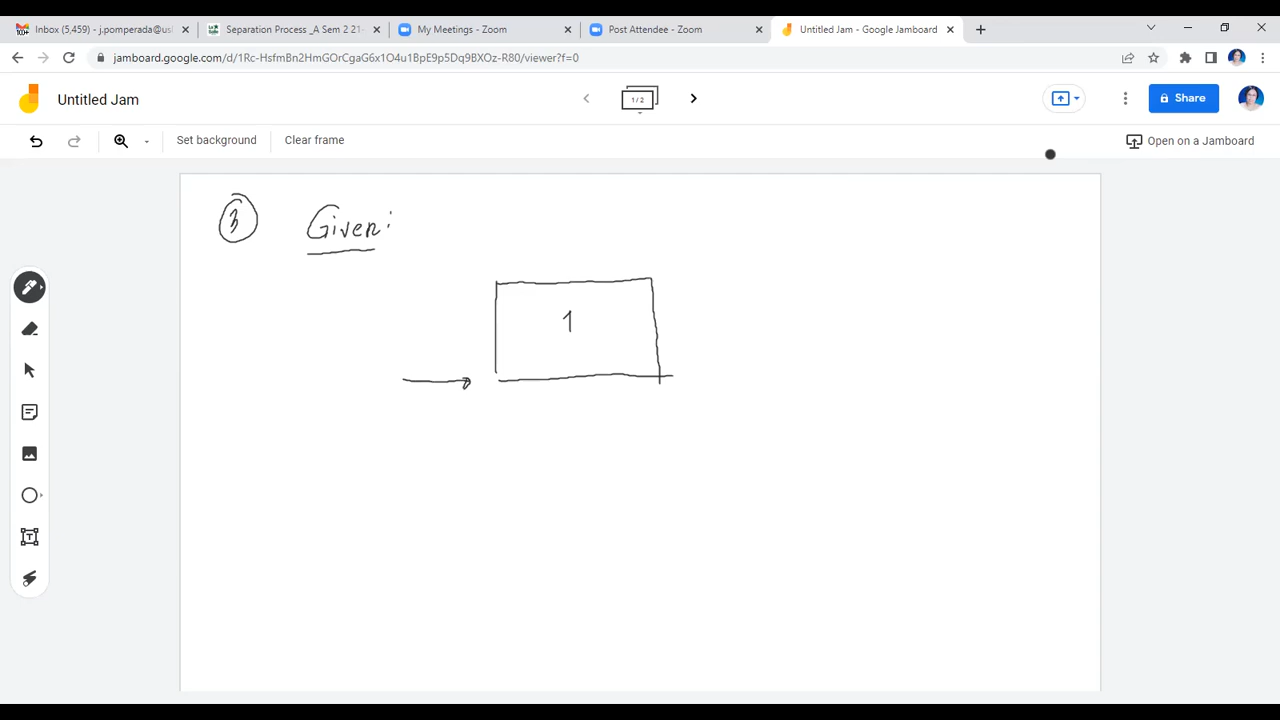 Inbox (5,459) - j.pomperada@usl
Separation Process _A Sem 2 21-
My Meetings - Zoom
Post Attendee - Zoom
Untitled Jam - Google Jamboard
jamboard.google.com/d/1Rc-HsfmBn2HmGOrCgaG6x1O4u1BpE9p5Dq9BXOz-R80/viewer?f=0
Untitled Jam
1 / 2
Share
Set background
Clear frame
Open on a Jamboard
3 Given:
1